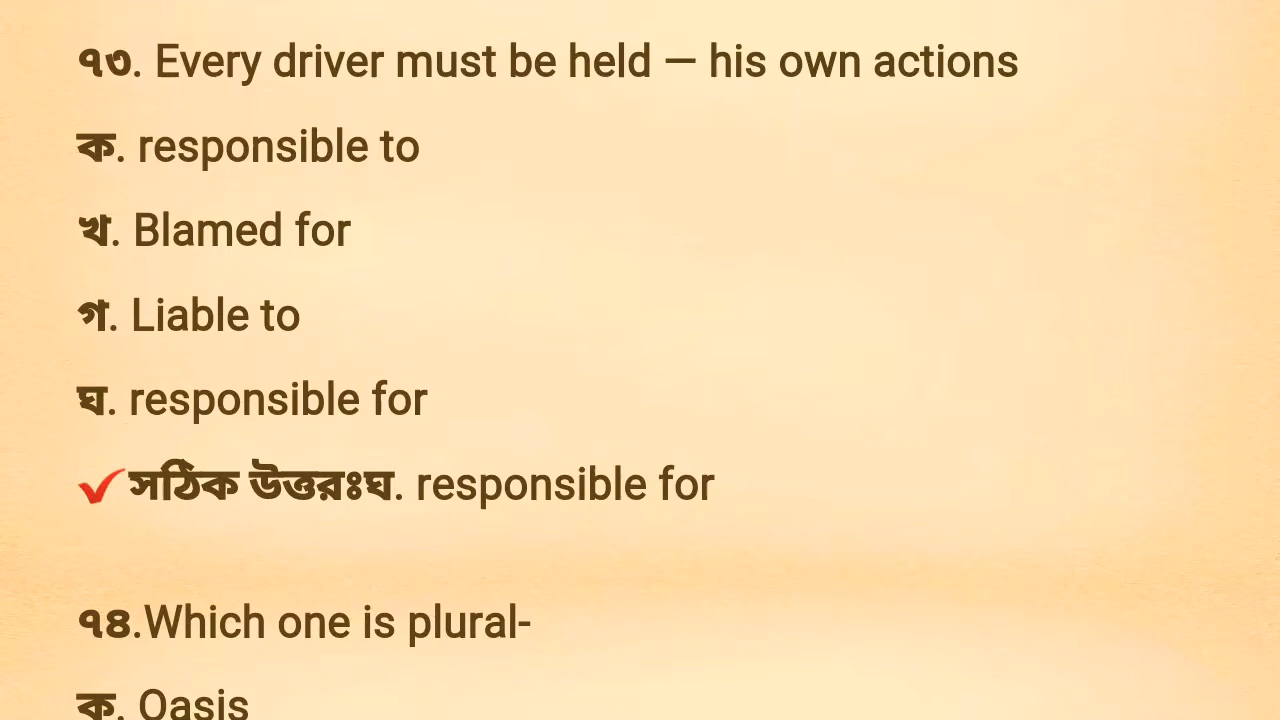 ৭৩. Every driver must be held — his own actions
ক. responsible to
খ. Blamed for
গ. Liable to
ঘ. responsible for
✓সঠিক উত্তরঃঘ. responsible for
৭৪.Which one is plural-
ক. Oasis